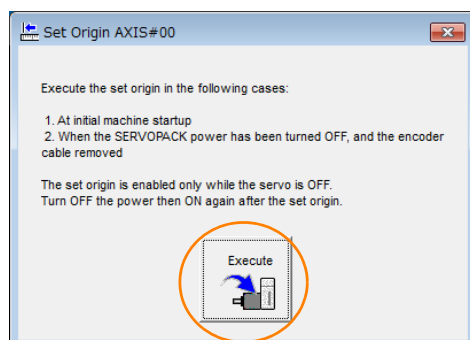 Set Origin AXIS#00
Execute the set origin in the following cases:
1. At initial machine startup
2. When the SERVOPACK power has been turned OFF, and the encoder
cable removed
The set origin is enabled only while the servo is OFF.
Turn OFF the power then ON again after the set origin.
Execute